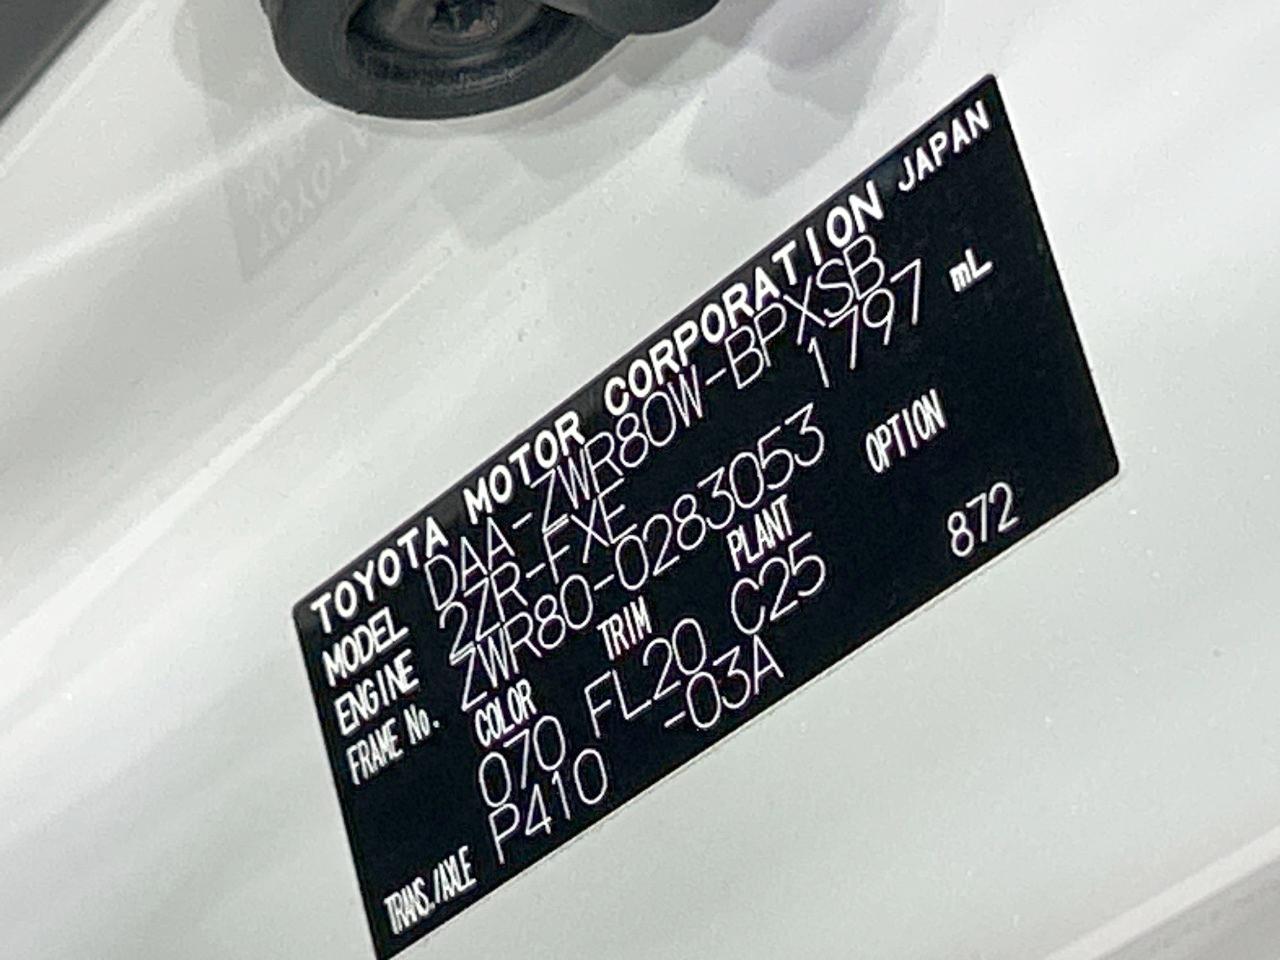 TOYOTA MOTOR CORPORATION JAPAN
MODEL DAA-ZWR80W-BPXSB
ENGINE 2ZR-FXE 1797 mL
FRAME No. ZWR80-0283053
COLOR TRIM PLANT OPTION
070 FL20 C25 872
TRANS./AXLE P410 -03A